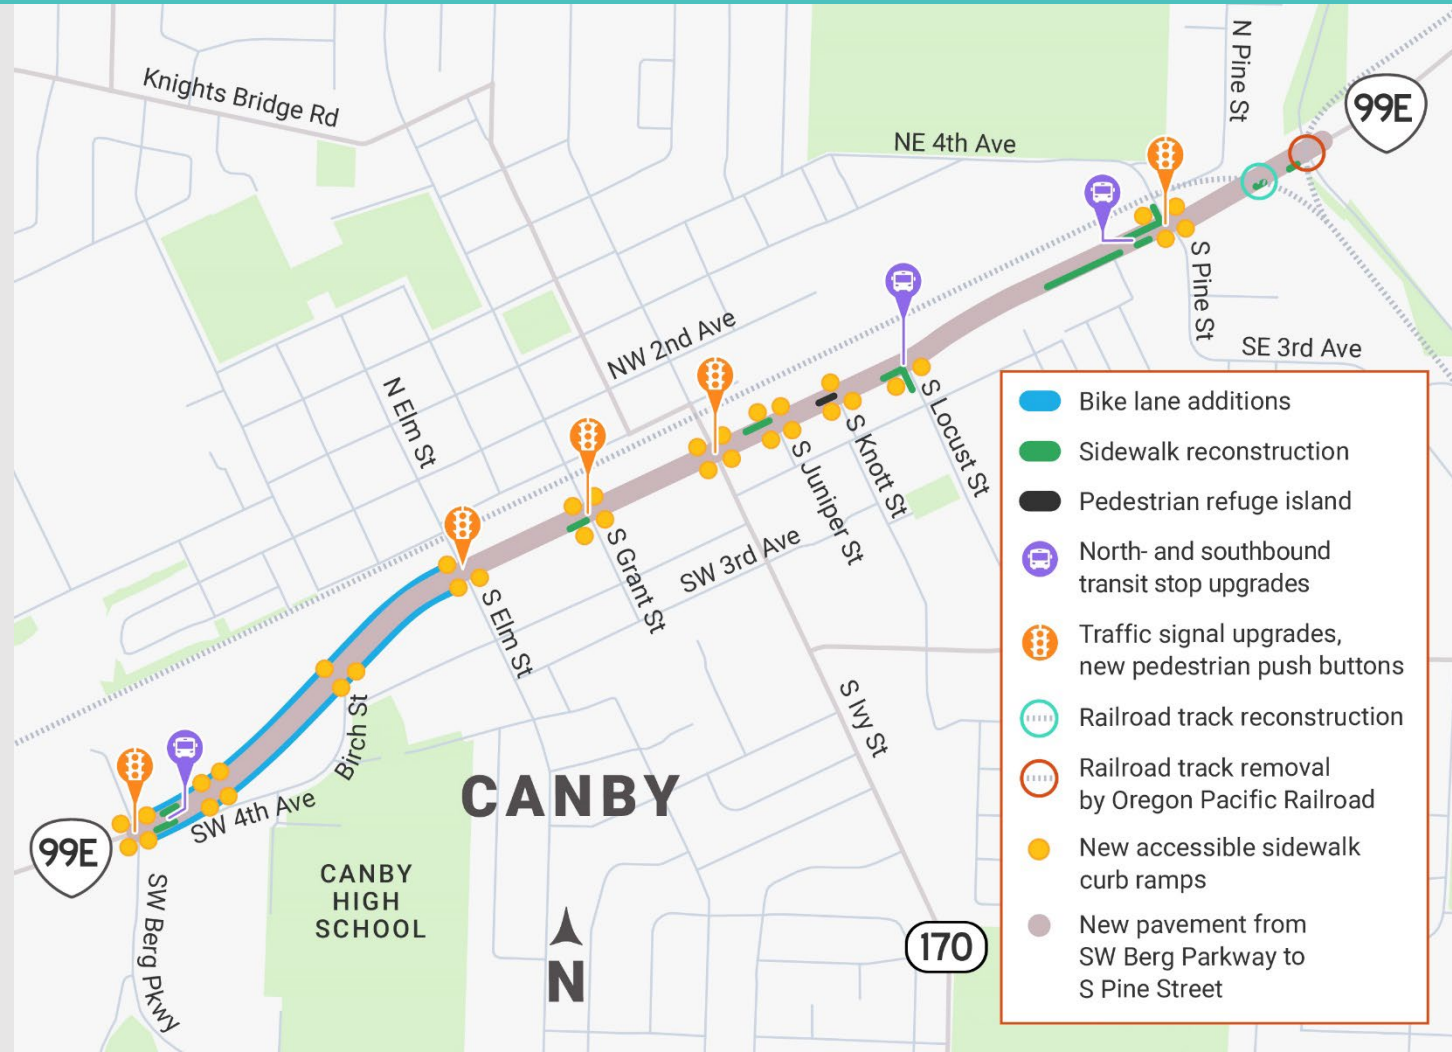 N Pine St
99E
Knights Bridge Rd
NE 4th Ave
S Pine St
NW 2nd Ave
SE 3rd Ave
N Elm St
S Locust St
S Knott St
S Juniper St
SW 3rd Ave
S Grant St
S Elm St
S Ivy St
Birch St
CANBY
SW 4th Ave
99E
CANBY
HIGH
SCHOOL
SW Berg Pkwy
170
N
Bike lane additions
Sidewalk reconstruction
Pedestrian refuge island
North- and southbound
transit stop upgrades
Traffic signal upgrades,
new pedestrian push buttons
Railroad track reconstruction
Railroad track removal
by Oregon Pacific Railroad
New accessible sidewalk
curb ramps
New pavement from
SW Berg Parkway to
S Pine Street